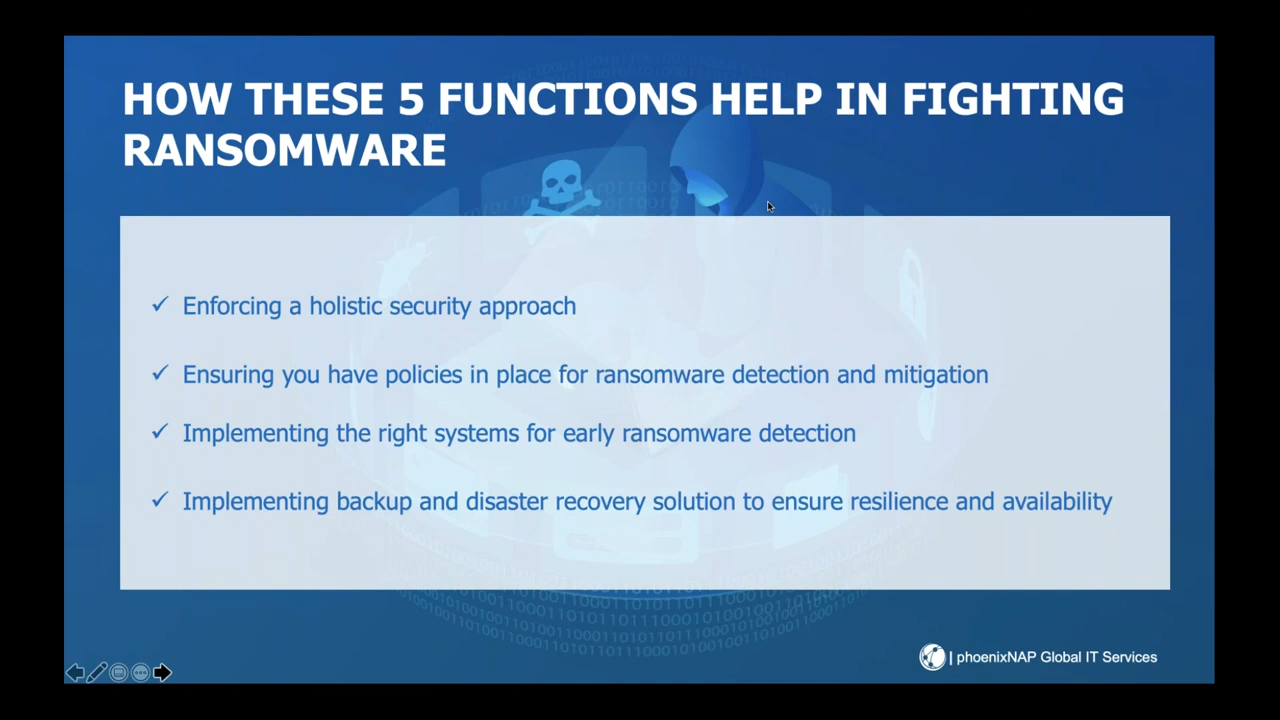 HOW THESE 5 FUNCTIONS HELP IN FIGHTING
RANSOMWARE
✓ Enforcing a holistic security approach
✓ Ensuring you have policies in place for ransomware detection and mitigation
✓ Implementing the right systems for early ransomware detection
✓ Implementing backup and disaster recovery solution to ensure resilience and availability
| phoenixNAP Global IT Services